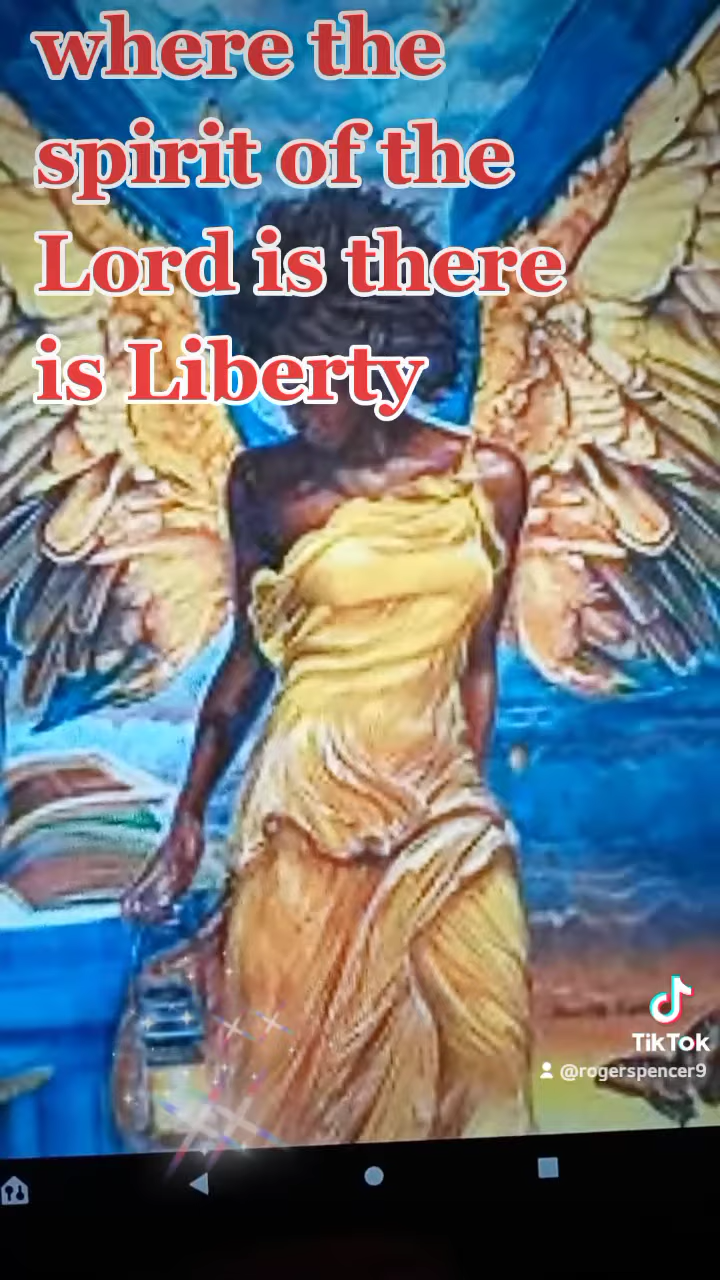 where the
spirit of the
Lord is there
is Liberty
TikTok
@rogerspencer9